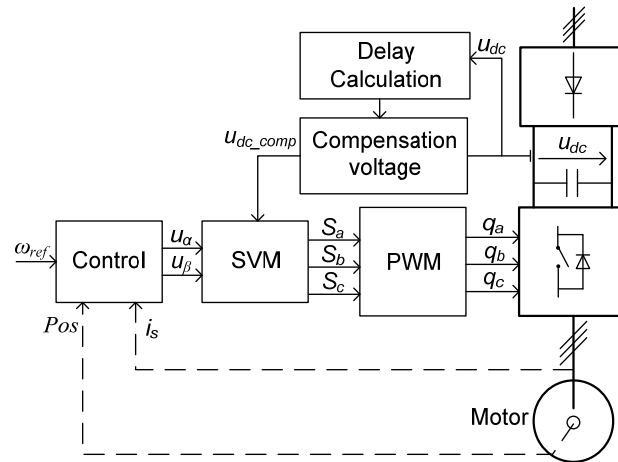 Delay
Calculation
u_dc
u_dc_comp
Compensation
voltage
u_dc
ω_ref
Control
u_α
u_β
SVM
S_a
S_b
S_c
PWM
q_a
q_b
q_c
Pos
i_s
Motor